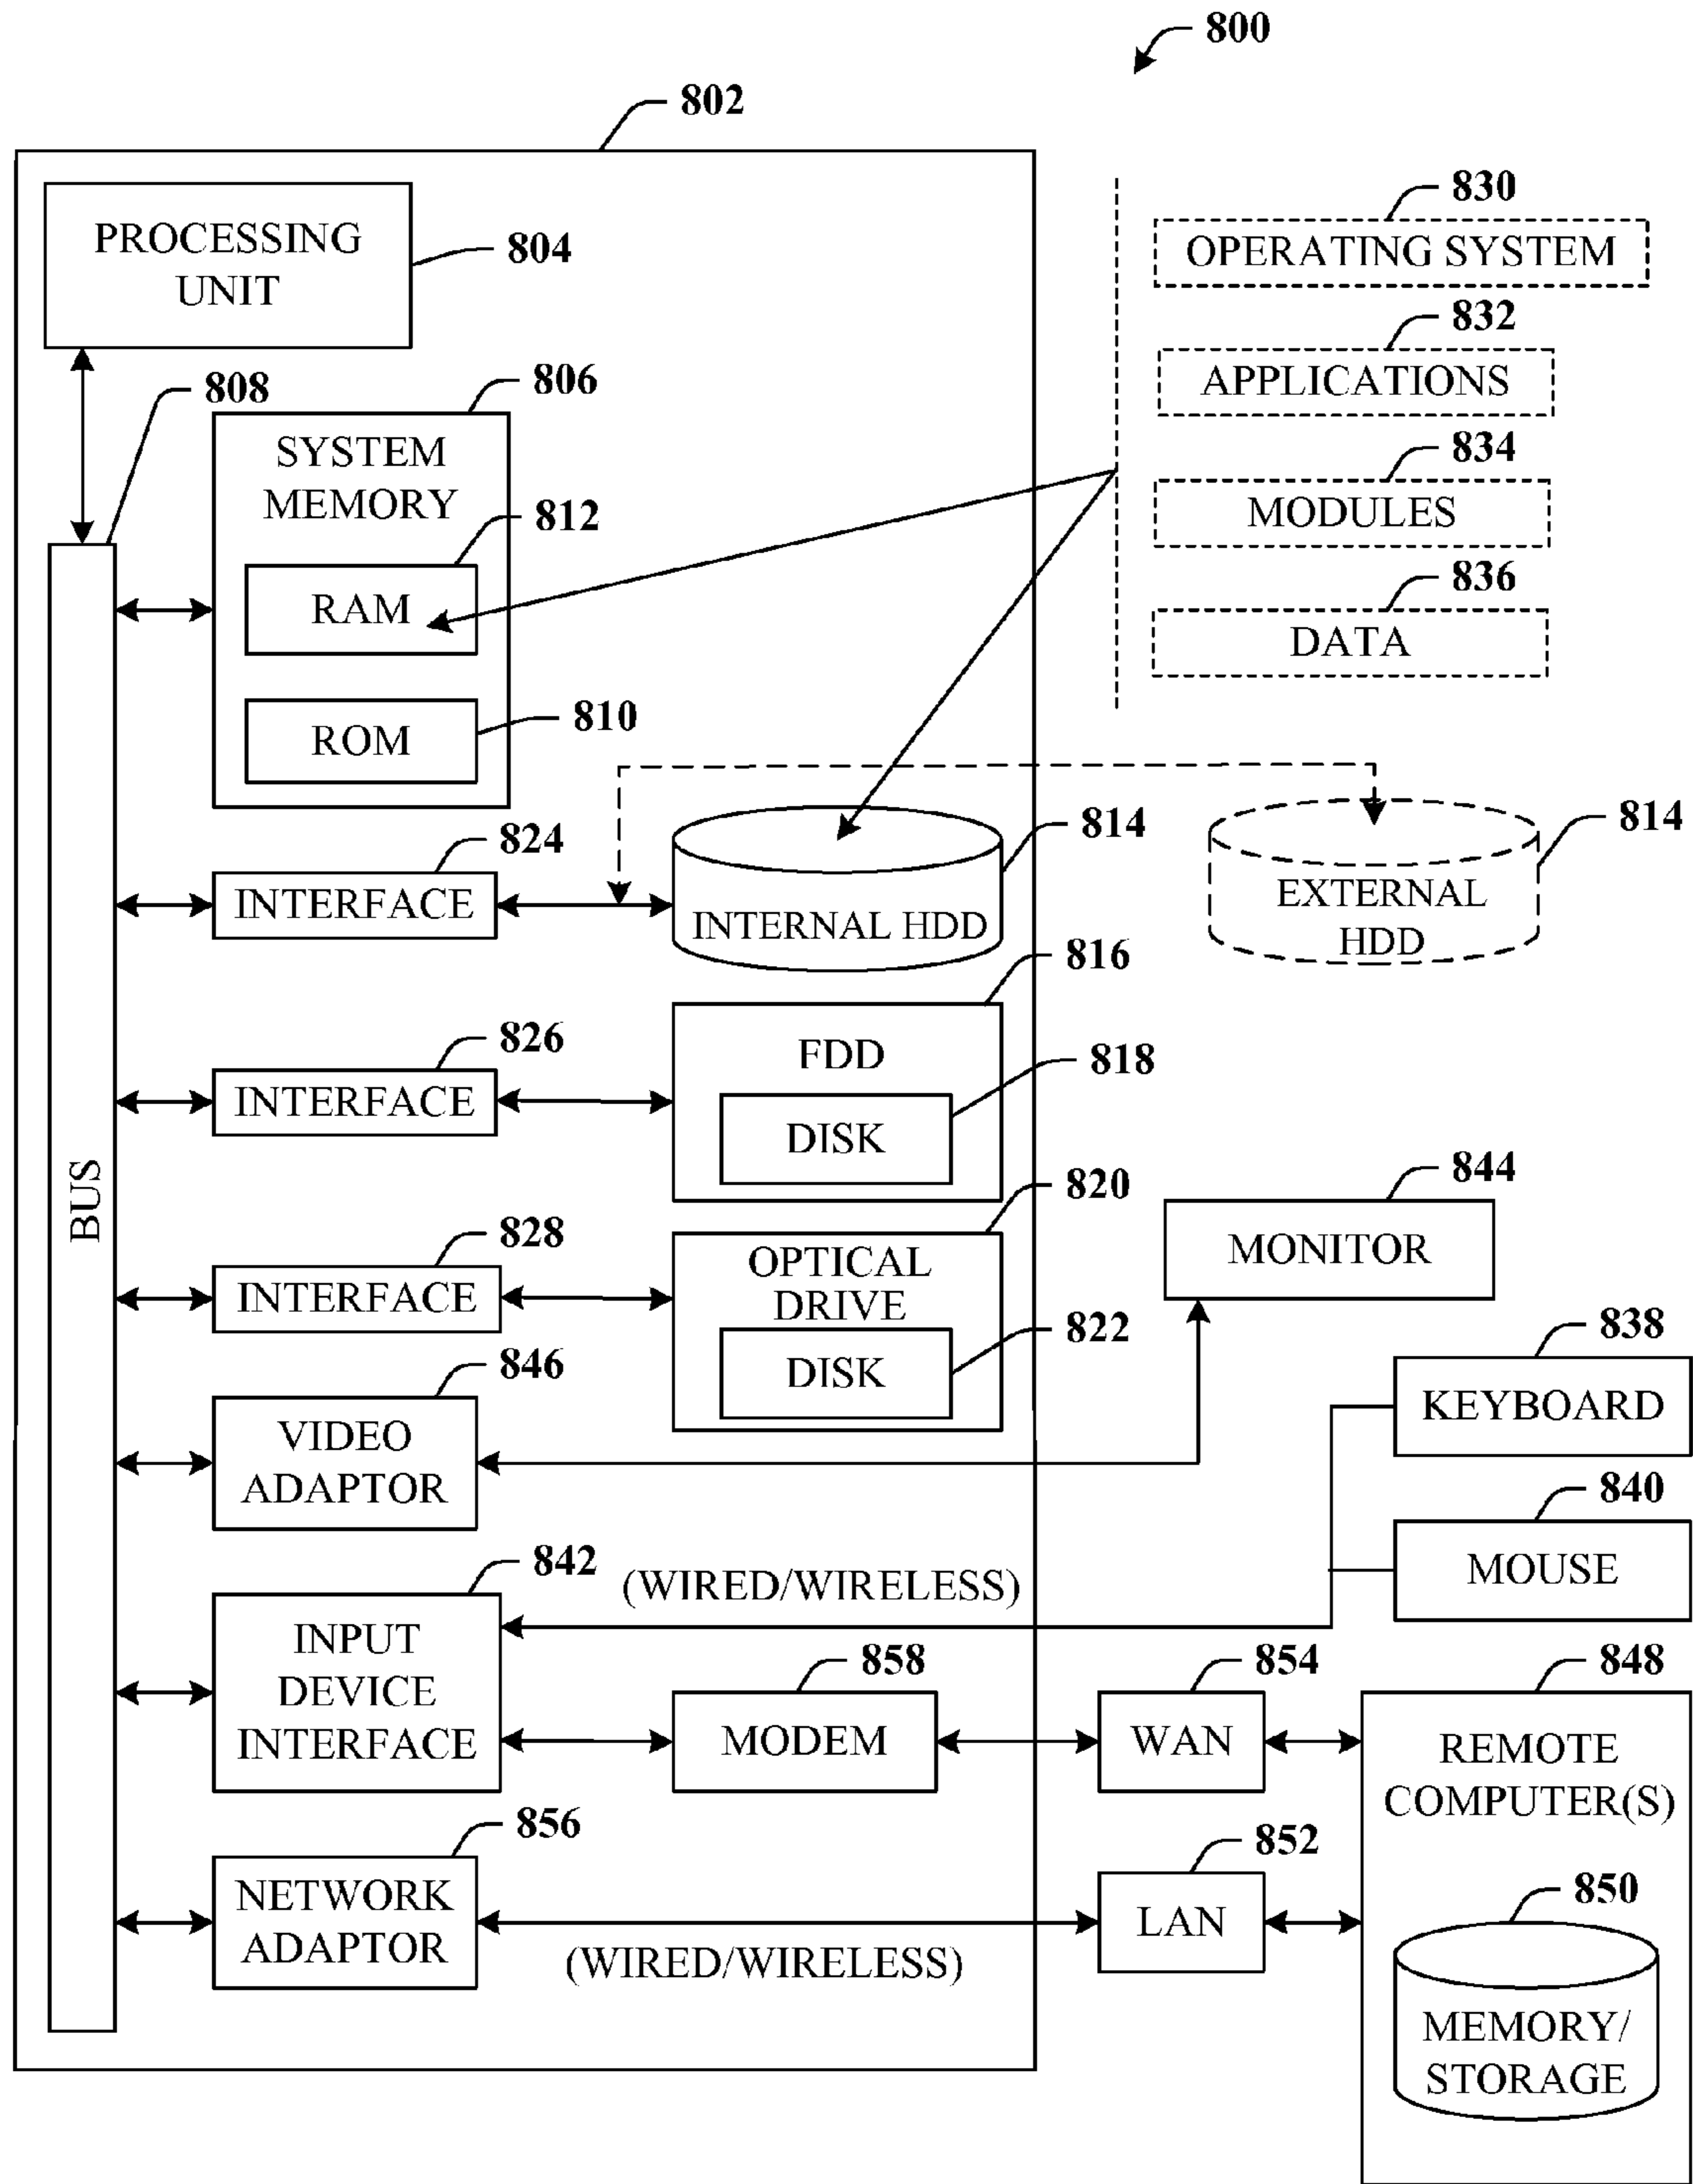 800
802
PROCESSING
UNIT
804
830
OPERATING SYSTEM
832
APPLICATIONS
834
MODULES
836
DATA
808
806
SYSTEM
MEMORY
812
RAM
810
ROM
824
INTERFACE
814
INTERNAL HDD
814
EXTERNAL
HDD
826
INTERFACE
816
FDD
818
DISK
BUS
828
INTERFACE
820
OPTICAL
DRIVE
822
DISK
844
MONITOR
846
VIDEO
ADAPTOR
838
KEYBOARD
840
MOUSE
842
INPUT
DEVICE
INTERFACE
(WIRED/WIRELESS)
858
MODEM
854
WAN
848
REMOTE
COMPUTER(S)
856
NETWORK
ADAPTOR
(WIRED/WIRELESS)
852
LAN
850
MEMORY/
STORAGE